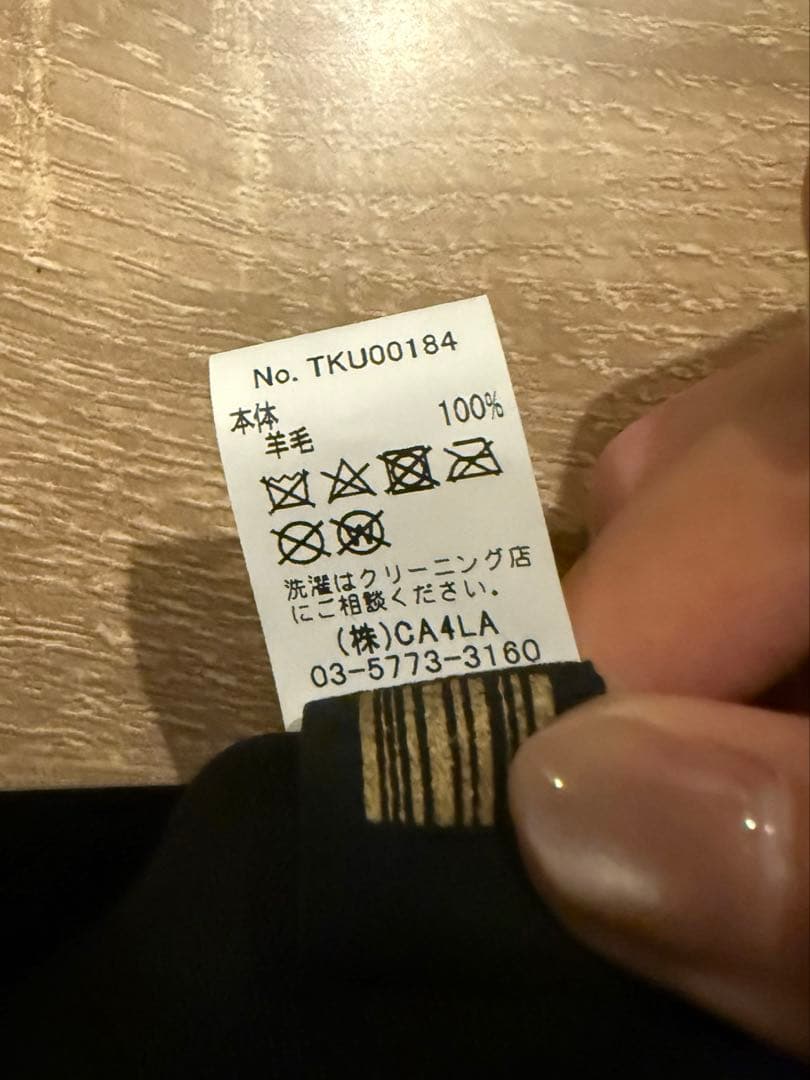 No. TKU00184
本体 100%
羊毛
W
洗濯はクリーニング店
にご相談ください.
(株)CA4LA
03-5773-3160